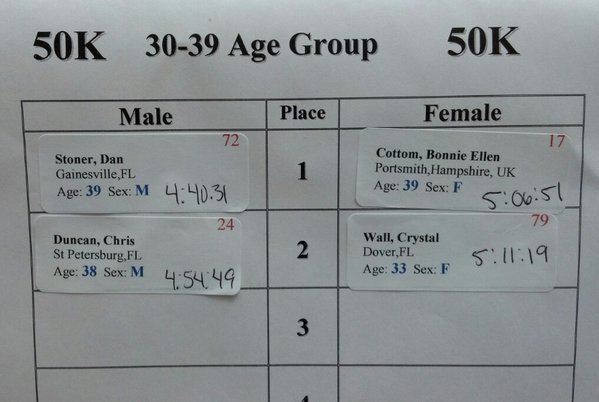 50K 30-39 Age Group 50K
Male Place Female
72
Stoner, Dan
Gainesville,FL
Age: 39 Sex: M 4:40:31
1
17
Cottom, Bonnie Ellen
Portsmith,Hampshire, UK
Age: 39 Sex: F 5:06:51
24
Duncan, Chris
St Petersburg,FL
Age: 38 Sex: M 4:54:49
2
79
Wall, Crystal
Dover,FL
Age: 33 Sex: F 5:11:19
3